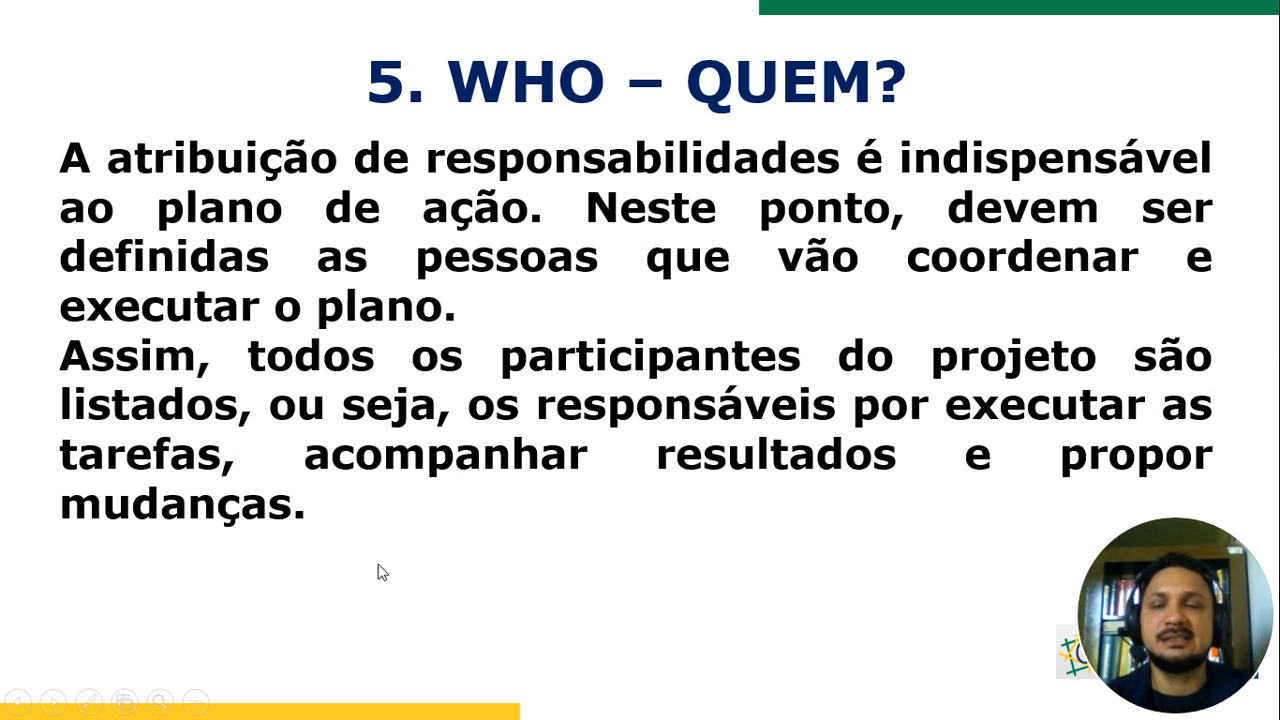 5. WHO – QUEM?
A atribuição de responsabilidades é indispensável
ao plano de ação. Neste ponto, devem ser
definidas as pessoas que vão coordenar e
executar o plano.
Assim, todos os participantes do projeto são
listados, ou seja, os responsáveis por executar as
tarefas, acompanhar resultados e propor
mudanças.